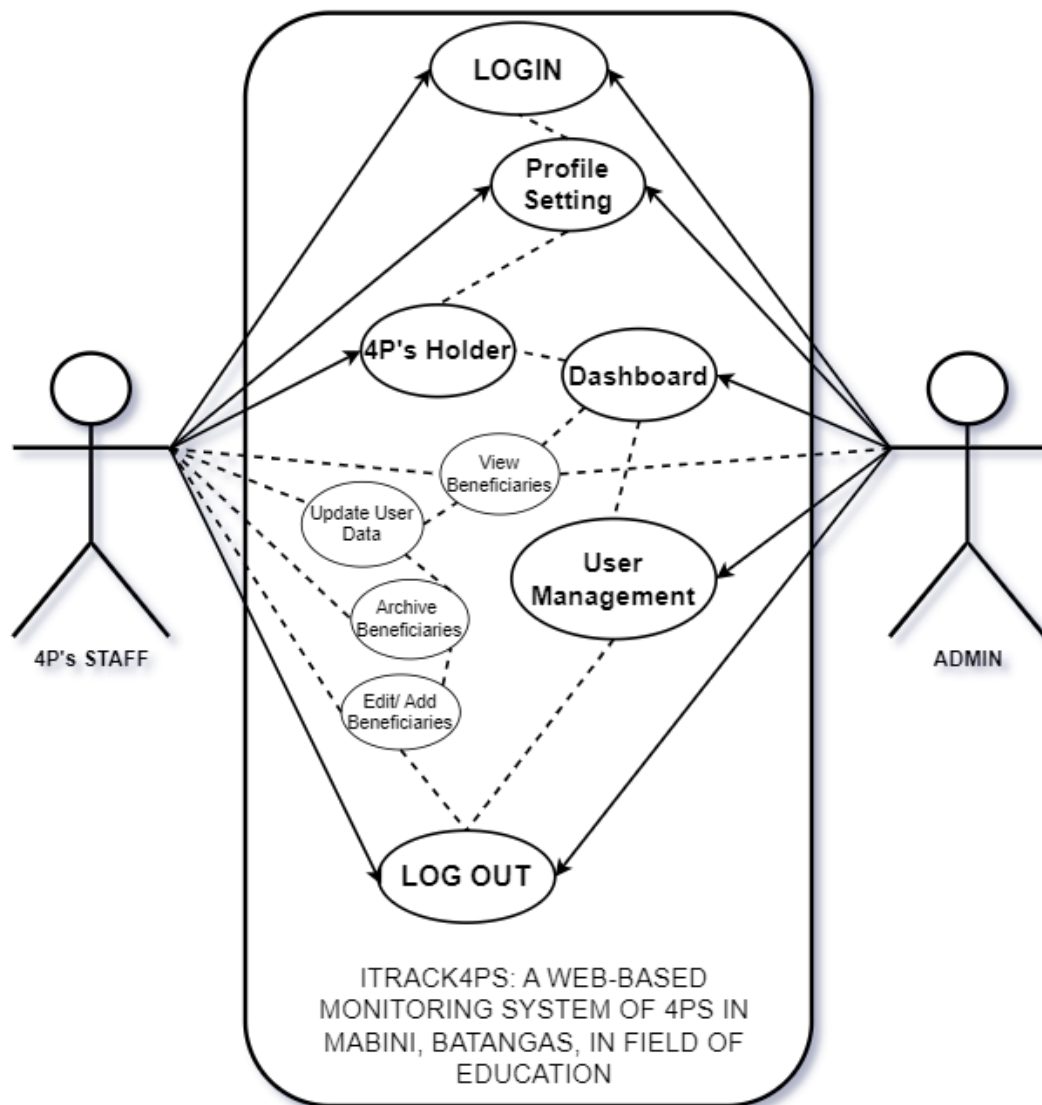 LOGIN
Profile
Setting
4P's Holder
Dashboard
View
Beneficiaries
Update User
Data
User
Management
Archive
Beneficiaries
4P's STAFF
ADMIN
Edit/ Add
Beneficiaries
LOG OUT
ITRACK4PS: A WEB-BASED
MONITORING SYSTEM OF 4PS IN
MABINI, BATANGAS, IN FIELD OF
EDUCATION